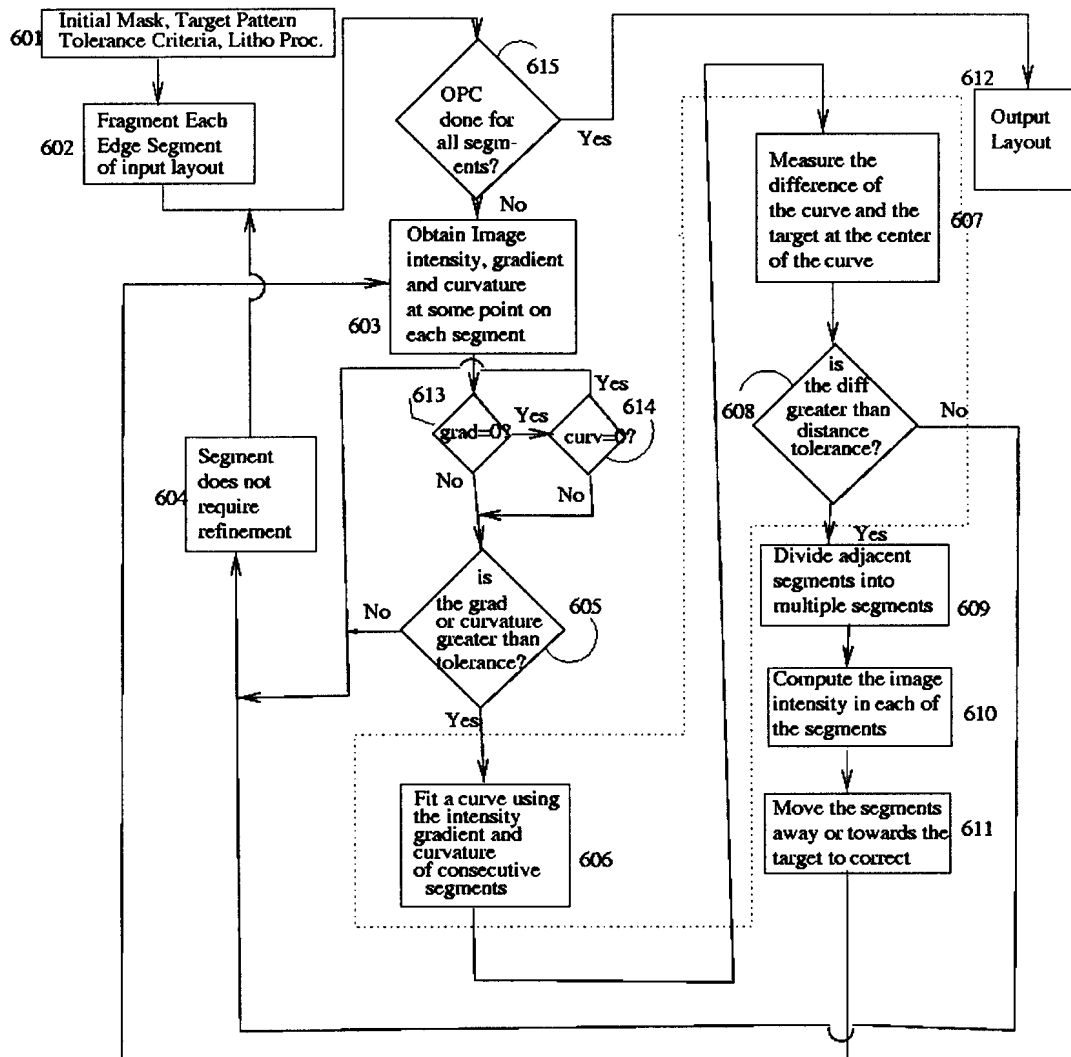 601
Initial Mask, Target Pattern
Tolerance Criteria, Litho Proc.
602
Fragment Each
Edge Segment
of input layout
615
OPC
done for
all segm-
ents?
Yes
No
612
Output
Layout
Obtain Image
intensity, gradient
and curvature
at some point on
each segment
603
613
grad=0?
Yes
No
Yes
614
curv=0?
No
604
Segment
does not
require
refinement
is
the grad
or curvature
greater than
tolerance?
605
No
Yes
Fit a curve using
the intensity
gradient and
curvature
of consecutive
segments
606
Measure the
difference of
the curve and the
target at the center
of the curve
607
is
the diff
greater than
distance
tolerance?
608
No
Yes
Divide adjacent
segments into
multiple segments
609
Compute the image
intensity in each of
the segments
610
Move the segments
away or towards the
target to correct
611